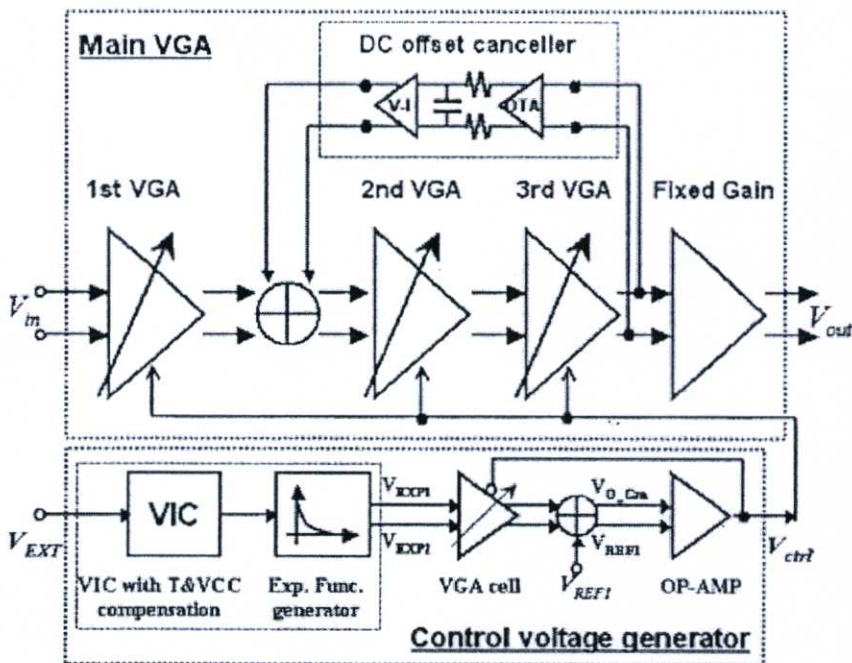 Main VGA
DC offset canceller
V-I
OTA
1st VGA
2nd VGA
3rd VGA
Fixed Gain
Vin
Vout
VEXT
VIC
VEXP1
VEXP1
VO_Cm
VREF1
Vctrl
VIC with T&VCC compensation
Exp. Func. generator
VGA cell
VREF1
OP-AMP
Control voltage generator